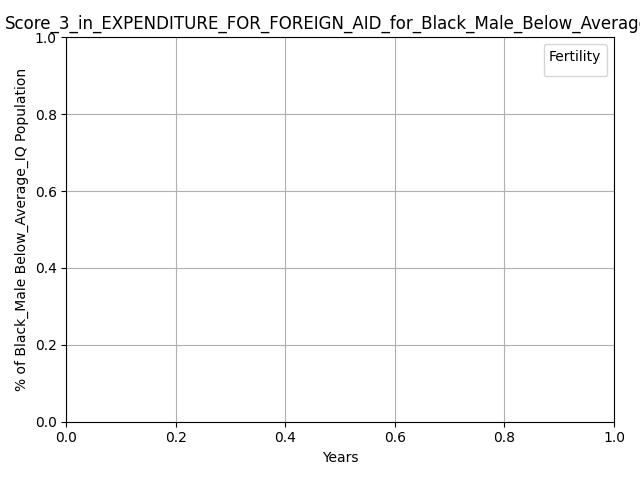 Score_3_in_EXPENDITURE_FOR_FOREIGN_AID_for_Black_Male_Below_Average
Fertility
% of Black_Male Below_Average_IQ Population
1.0
0.8
0.6
0.4
0.2
0.0
0.0 0.2 0.4 0.6 0.8 1.0
Years